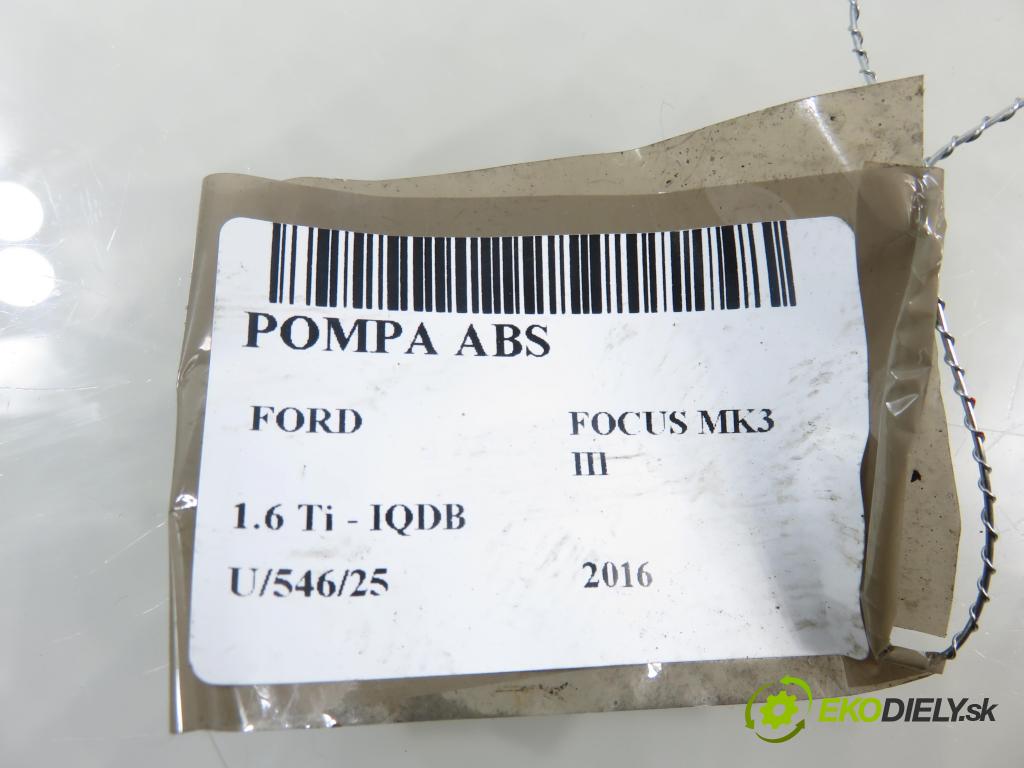 POMPA ABS
FORD
FOCUS MK3
III
1.6 Ti - IQDB
U/546/25
2016
EKODIELY.sk